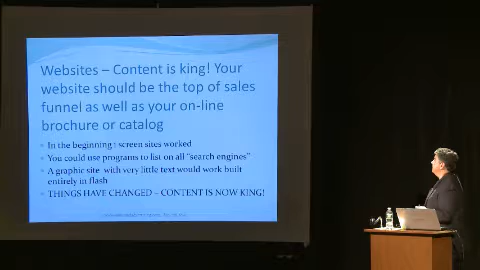 Websites – Content is king! Your
website should be the top of sales
funnel as well as your on-line
brochure or catalog
• In the beginning 1 screen sites worked
• You could use programs to list on all "search engines"
• A graphic site with very little text would work built
entirely in flash
• THINGS HAVE CHANGED – CONTENT IS NOW KING!